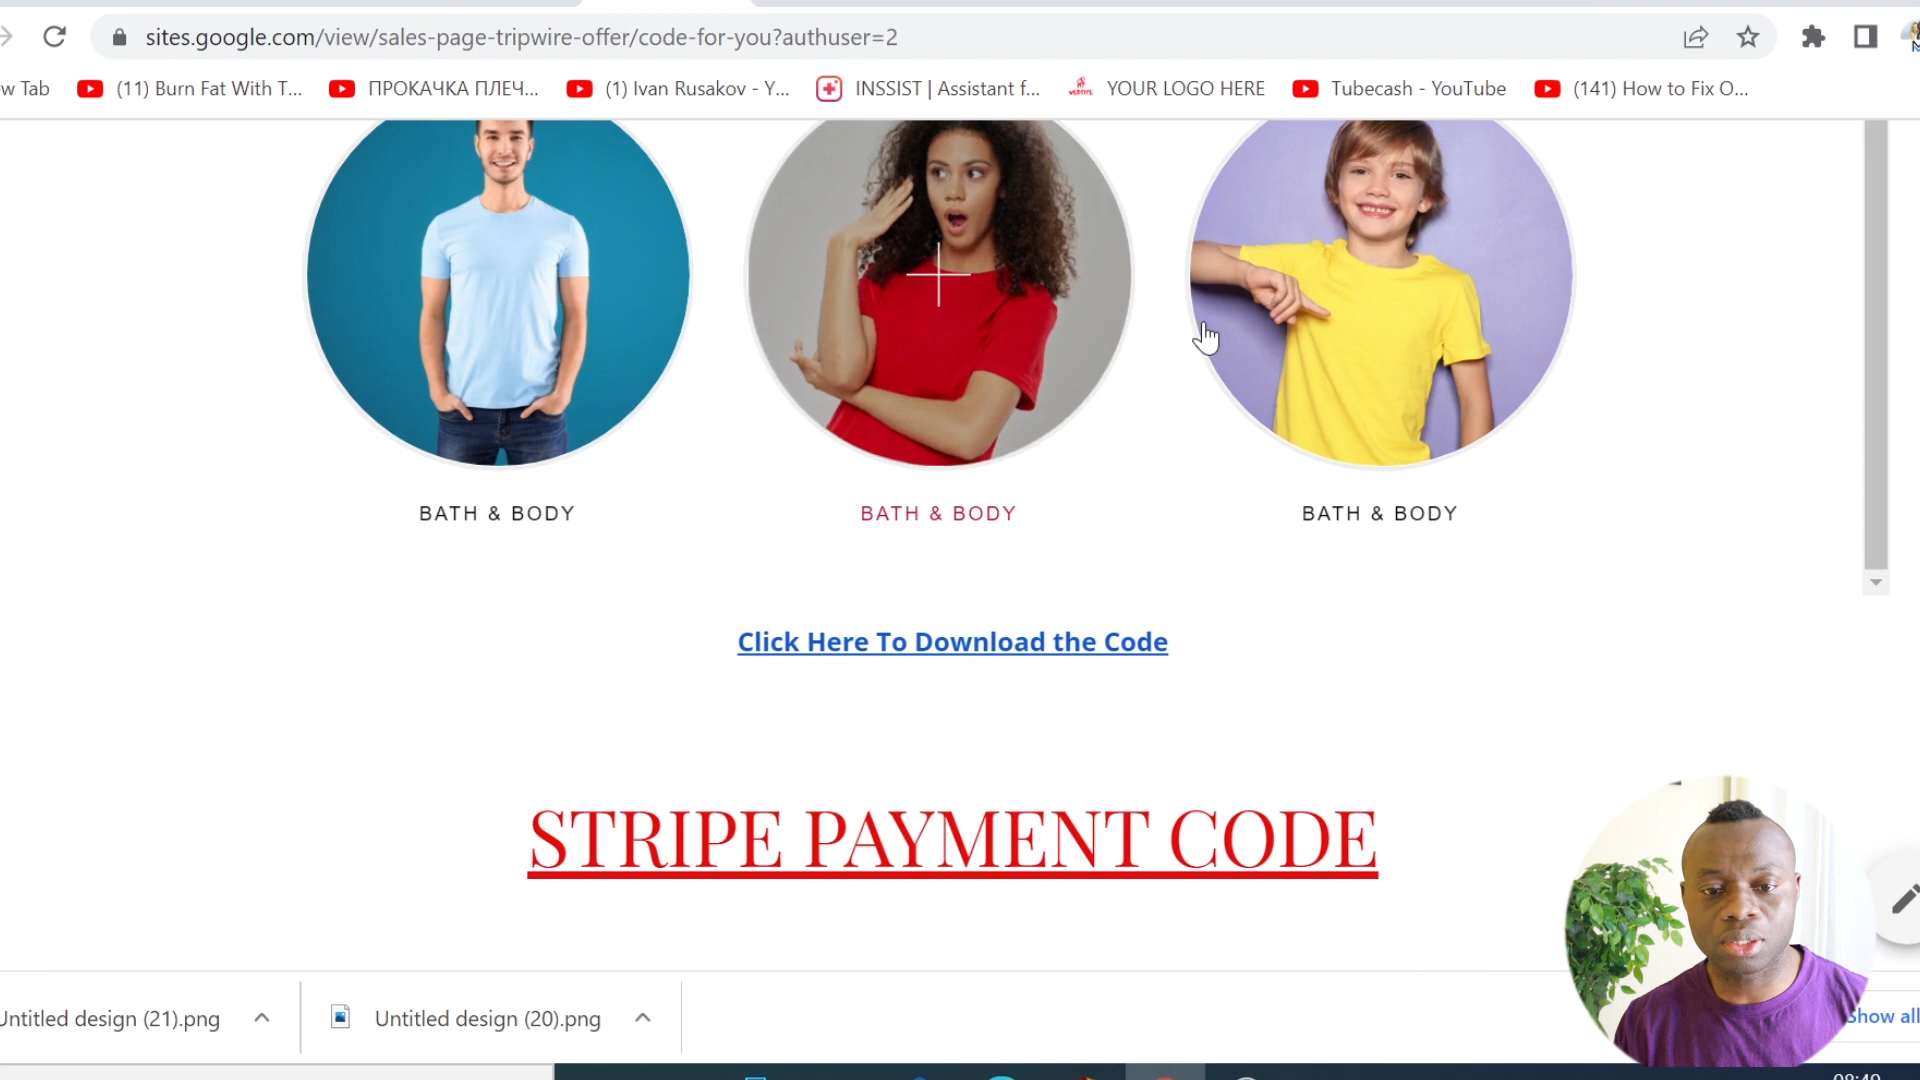 sites.google.com/view/sales-page-tripwire-offer/code-for-you?authuser=2
w Tab
(11) Burn Fat With T...
ПРОКАЧКА ПЛЕЧ...
(1) Ivan Rusakov - Y...
INSSIST | Assistant f...
YOUR LOGO HERE
Tubecash - YouTube
(141) How to Fix O...
BATH & BODY
BATH & BODY
BATH & BODY
Click Here To Download the Code
STRIPE PAYMENT CODE
Untitled design (21).png
Untitled design (20).png
Show all